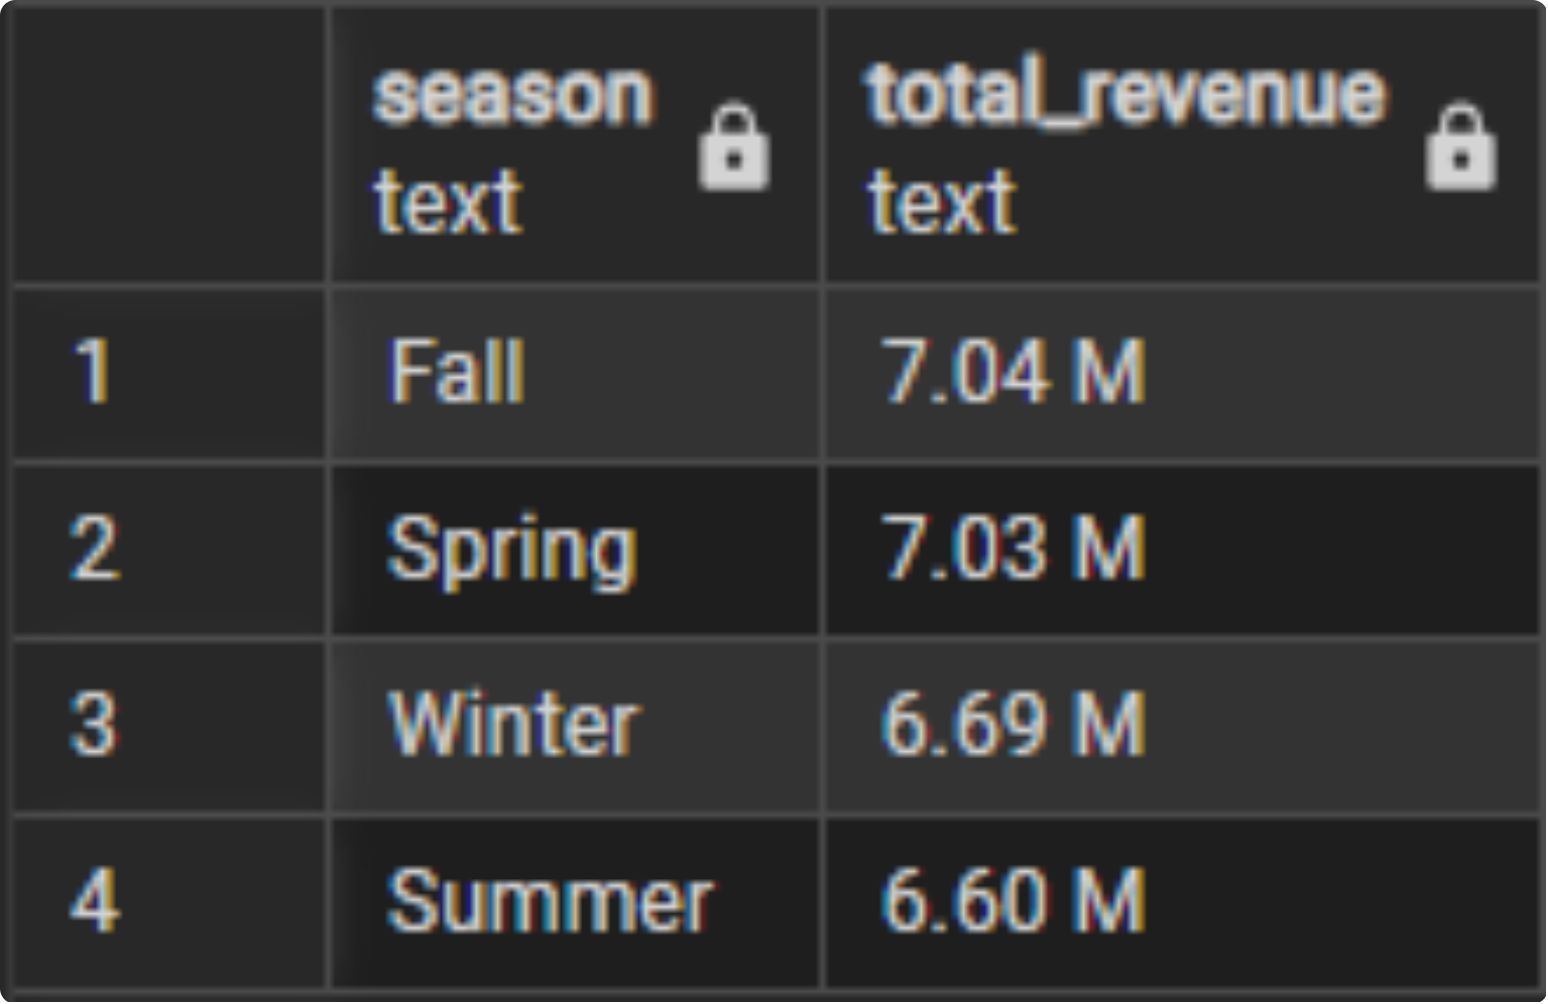 season total_revenue
text text
1 Fall 7.04 M
2 Spring 7.03 M
3 Winter 6.69 M
4 Summer 6.60 M